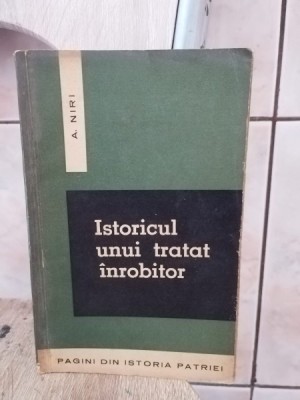 A. NIRI
Istoricul
unui tratat
înrobitor
PAGINI DIN ISTORIA PATRIEI